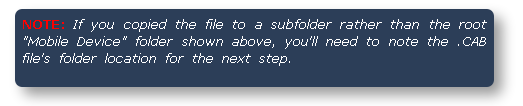 NOTE: If you copied the file to a subfolder rather than the root
"Mobile Device" folder shown above, you'll need to note the .CAB
file's folder location for the next step.